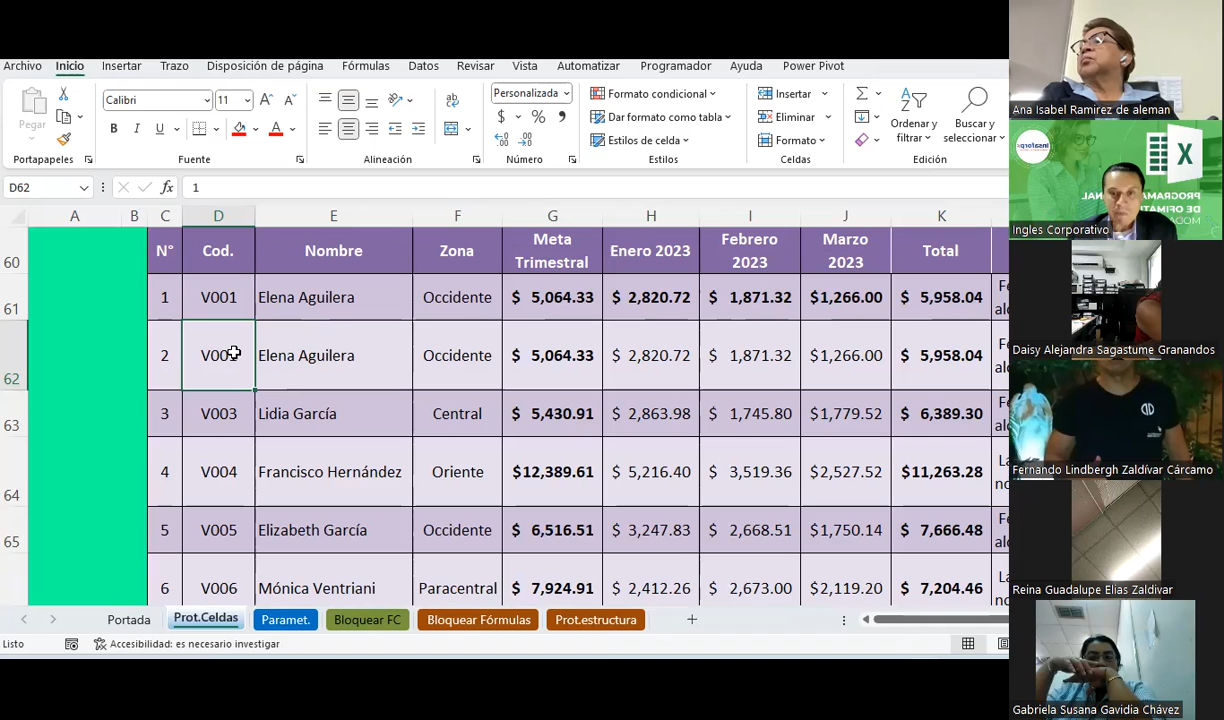 Archivo Inicio Insertar Trazo Disposición de página Fórmulas Datos Revisar Vista Automatizar Programador Ayuda Power Pivot
Pegar
Calibri 11
N K S
Personalizada
$ % 000
Formato condicional
Dar formato como tabla
Estilos de celda
Insertar
Eliminar
Formato
Ordenar y filtrar
Buscar y seleccionar
Portapapeles Fuente Alineación Número Estilos Celdas Edición
D62 fx 1
A B C D E F G H I J K
60 N° Cod. Nombre Zona Meta Trimestral Enero 2023 Febrero 2023 Marzo 2023 Total
61 1 V001 Elena Aguilera Occidente $ 5,064.33 $ 2,820.72 $ 1,871.32 $1,266.00 $ 5,958.04
62 2 Elena Aguilera Occidente $ 5,064.33 $ 2,820.72 $ 1,871.32 $1,266.00 $ 5,958.04
63 3 V003 Lidia García Central $ 5,430.91 $ 2,863.98 $ 1,745.80 $1,779.52 $ 6,389.30
64 4 V004 Francisco Hernández Oriente $12,389.61 $ 5,216.40 $ 3,519.36 $2,527.52 $11,263.28
65 5 V005 Elizabeth García Occidente $ 6,516.51 $ 3,247.83 $ 2,668.51 $1,750.14 $ 7,666.48
6 V006 Mónica Ventriani Paracentral $ 7,924.91 $ 2,412.26 $ 2,673.00 $2,119.20 $ 7,204.46
Portada Prot.Celdas Paramet. Bloquear FC Bloquear Fórmulas Prot.estructura
Listo Accesibilidad: es necesario investigar
Ana Isabel Ramirez de aleman
Insaforp
X
Ingles Corporativo
Daisy Alejandra Sagastume Granandos
Fernando Lindbergh Zaldívar Cárcamo
Reina Guadalupe Elias Zaldivar
Gabriela Susana Gavidia Chávez